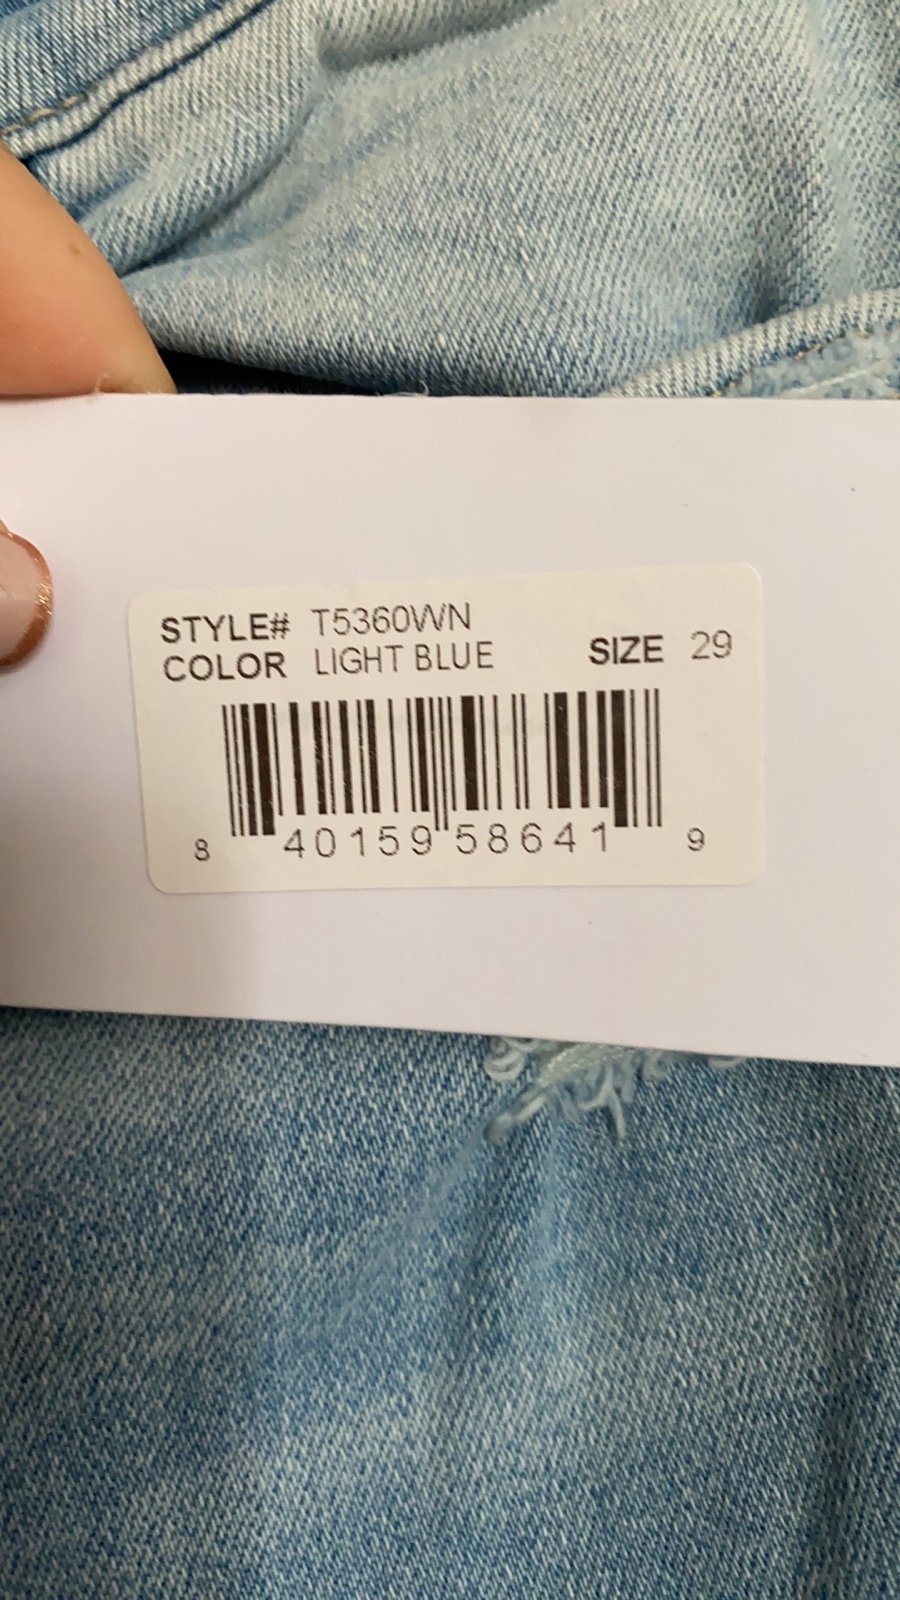 STYLE# T5360WN
COLOR LIGHT BLUE SIZE 29
8 40159 58641 9